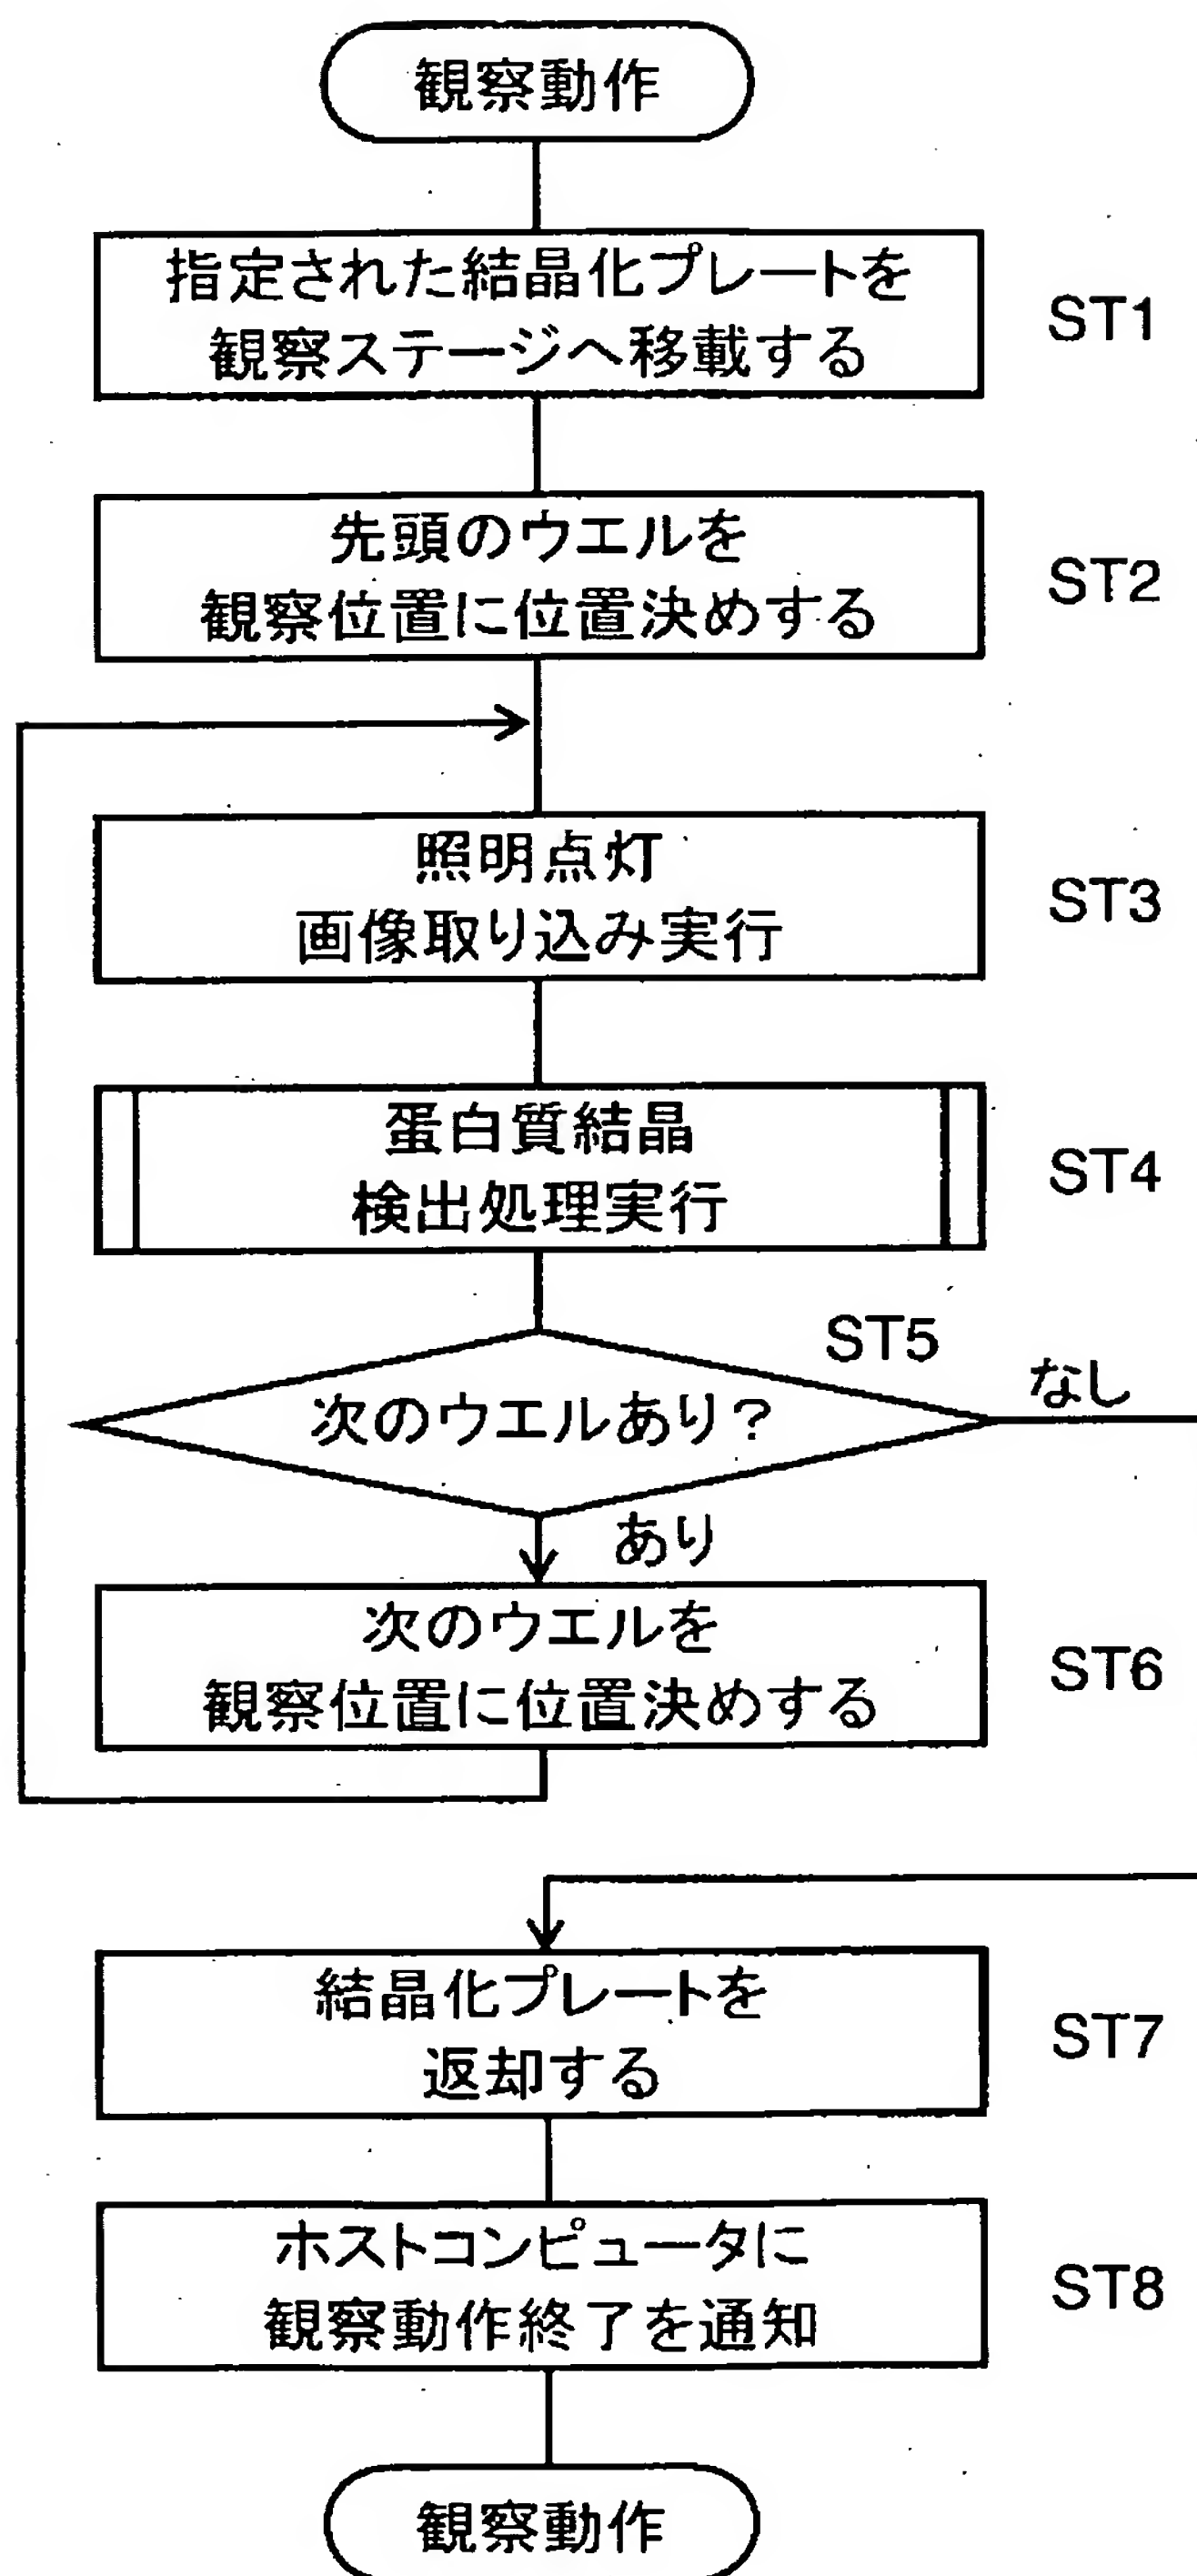 観察動作
指定された結晶化プレートを
観察ステージへ移載する
ST1
先頭のウエルを
観察位置に位置決めする
ST2
照明点灯
画像取り込み実行
ST3
蛋白質結晶
検出処理実行
ST4
ST5
次のウエルあり?
なし
あり
次のウエルを
観察位置に位置決めする
ST6
結晶化プレートを
返却する
ST7
ホストコンピュータに
観察動作終了を通知
ST8
観察動作